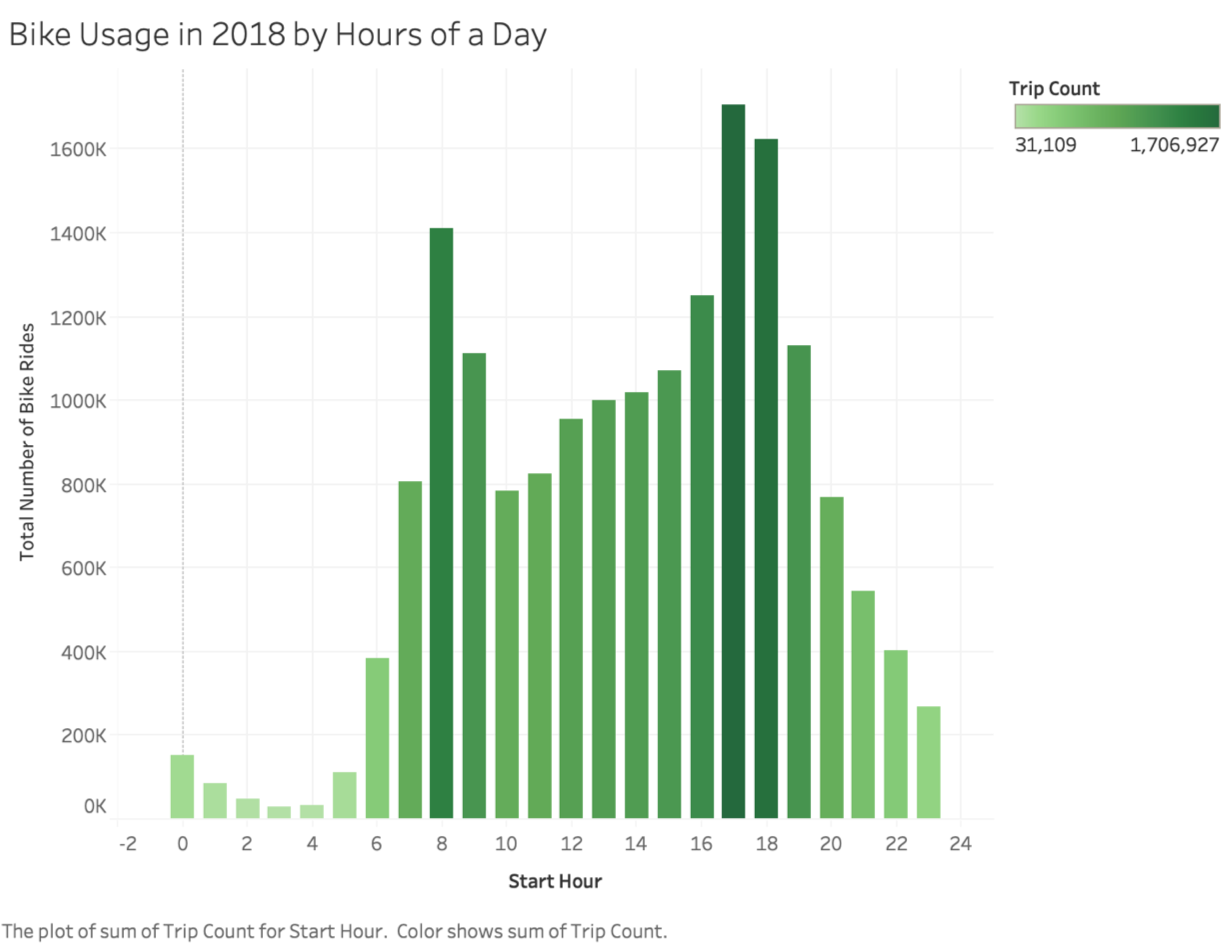 Bike Usage in 2018 by Hours of a Day
Trip Count
31,109 1,706,927
Total Number of Bike Rides
1600K
1400K
1200K
1000K
800K
600K
400K
200K
0K
-2 0 2 4 6 8 10 12 14 16 18 20 22 24
Start Hour
The plot of sum of Trip Count for Start Hour. Color shows sum of Trip Count.